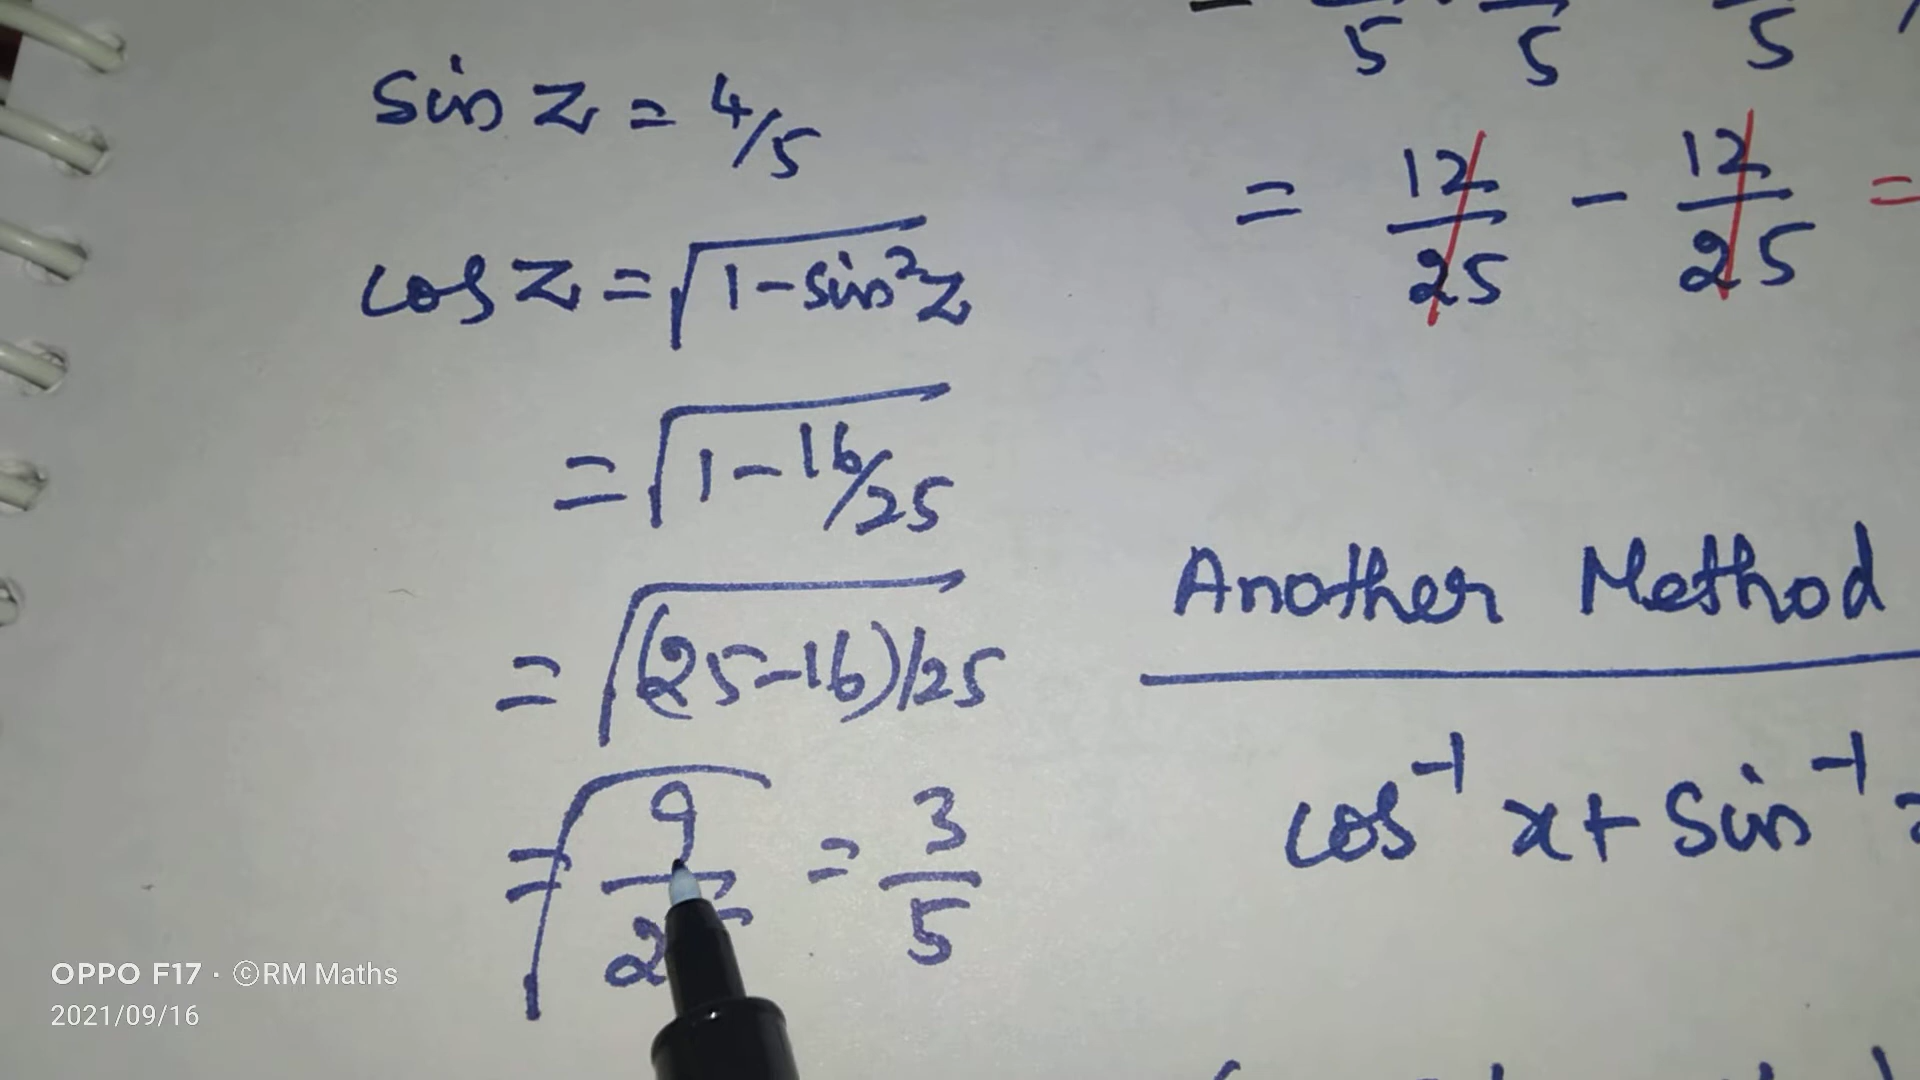 sin z = 4/5
cos z = √1-sin²z
= √1-16/25
= √(25-16)/25
= √9/25 = 3/5
5 5 5
= 12/25 - 12/25 =
Another Method
cos⁻¹ x + sin⁻¹
OPPO F17 · ©RM Maths
2021/09/16